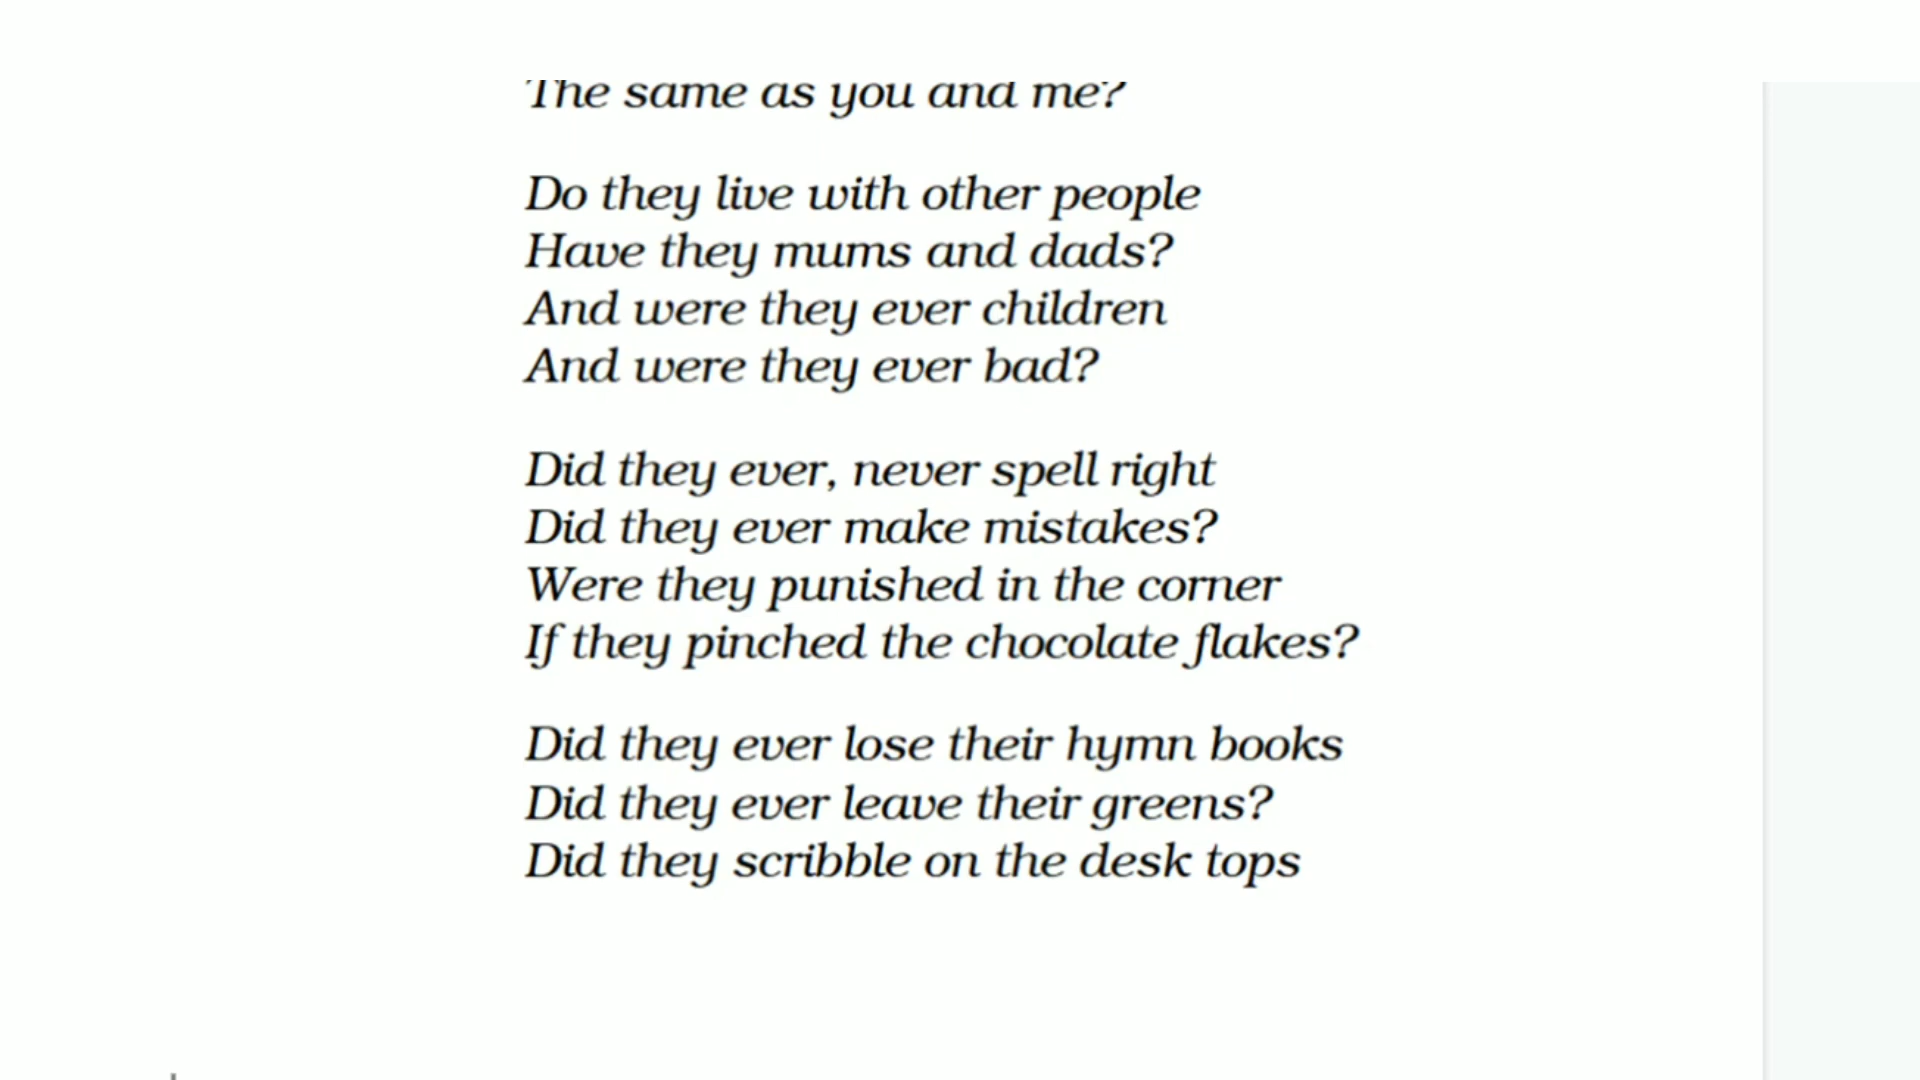 The same as you and me?
Do they live with other people
Have they mums and dads?
And were they ever children
And were they ever bad?
Did they ever, never spell right
Did they ever make mistakes?
Were they punished in the corner
If they pinched the chocolate flakes?
Did they ever lose their hymn books
Did they ever leave their greens?
Did they scribble on the desk tops